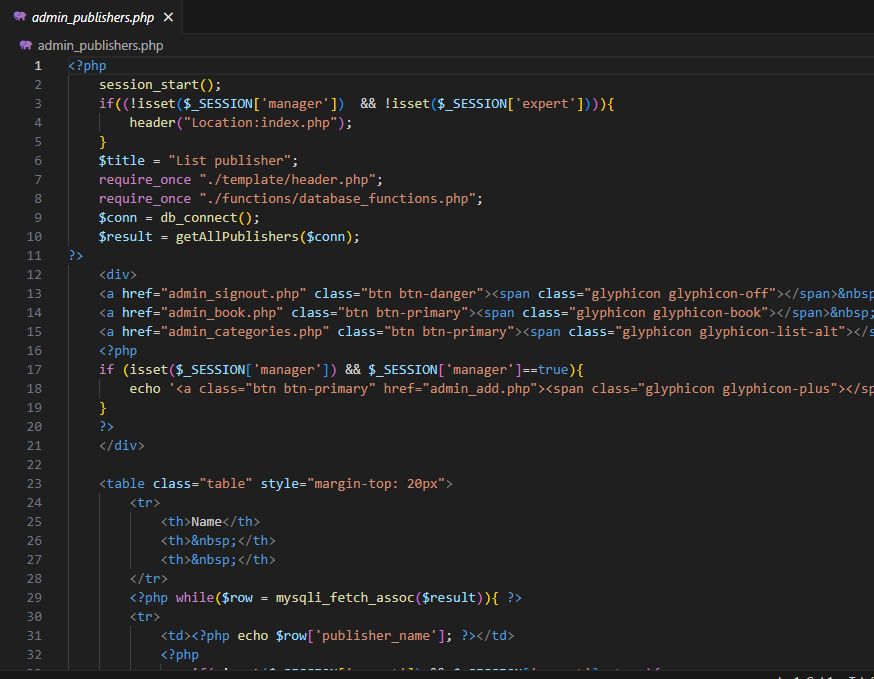 admin_publishers.php ×
admin_publishers.php
1 <?php
2 session_start();
3 if((!isset($_SESSION['manager']) && !isset($_SESSION['expert']))){
4 header("Location:index.php");
5 }
6 $title = "List publisher";
7 require_once "./template/header.php";
8 require_once "./functions/database_functions.php";
9 $conn = db_connect();
10 $result = getAllPublishers($conn);
11 ?>
12 <div>
13 <a href="admin_signout.php" class="btn btn-danger"><span class="glyphicon glyphicon-off"></span>&nbsp
14 <a href="admin_book.php" class="btn btn-primary"><span class="glyphicon glyphicon-book"></span>&nbsp;
15 <a href="admin_categories.php" class="btn btn-primary"><span class="glyphicon glyphicon-list-alt"></s
16 <?php
17 if (isset($_SESSION['manager']) && $_SESSION['manager']==true){
18 echo '<a class="btn btn-primary" href="admin_add.php"><span class="glyphicon glyphicon-plus"></sp
19 }
20 ?>
21 </div>
22
23 <table class="table" style="margin-top: 20px">
24 <tr>
25 <th>Name</th>
26 <th>&nbsp;</th>
27 <th>&nbsp;</th>
28 </tr>
29 <?php while($row = mysqli_fetch_assoc($result)){ ?>
30 <tr>
31 <td><?php echo $row['publisher_name']; ?></td>
32 <?php